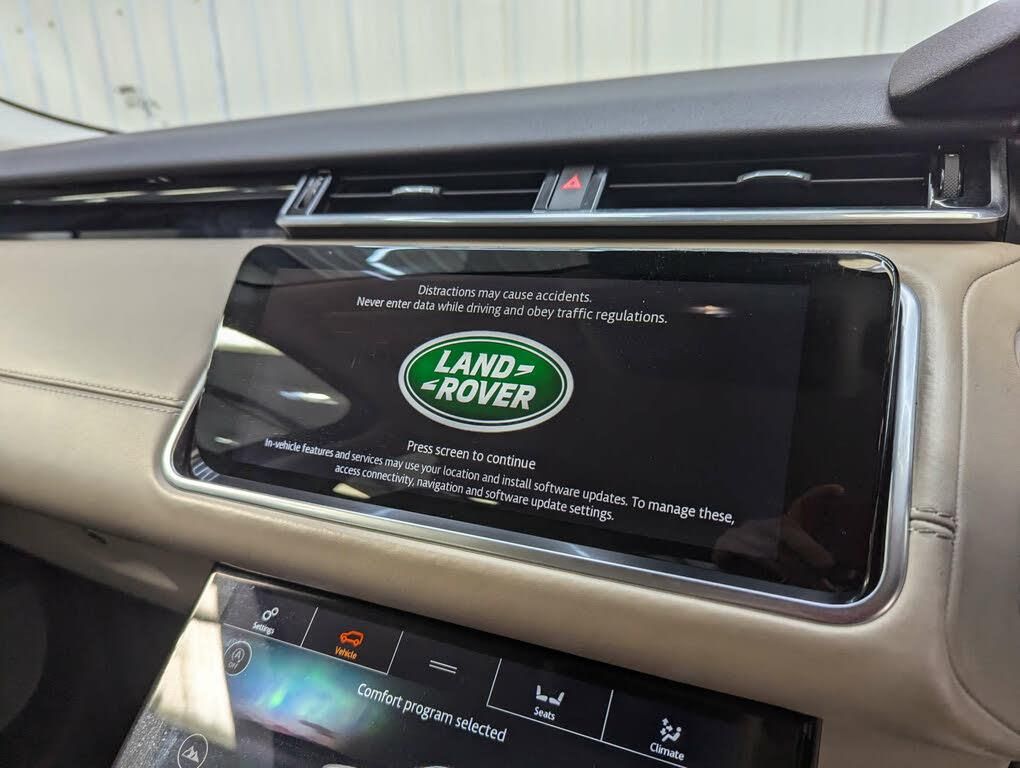 Distractions may cause accidents.
Never enter data while driving and obey traffic regulations.
LAND
ROVER
Press screen to continue
In-vehicle features and services may use your location and install software updates. To manage these,
access connectivity, navigation and software update settings.
Settings
Vehicle
Seats
Climate
A
OFF
Comfort program selected